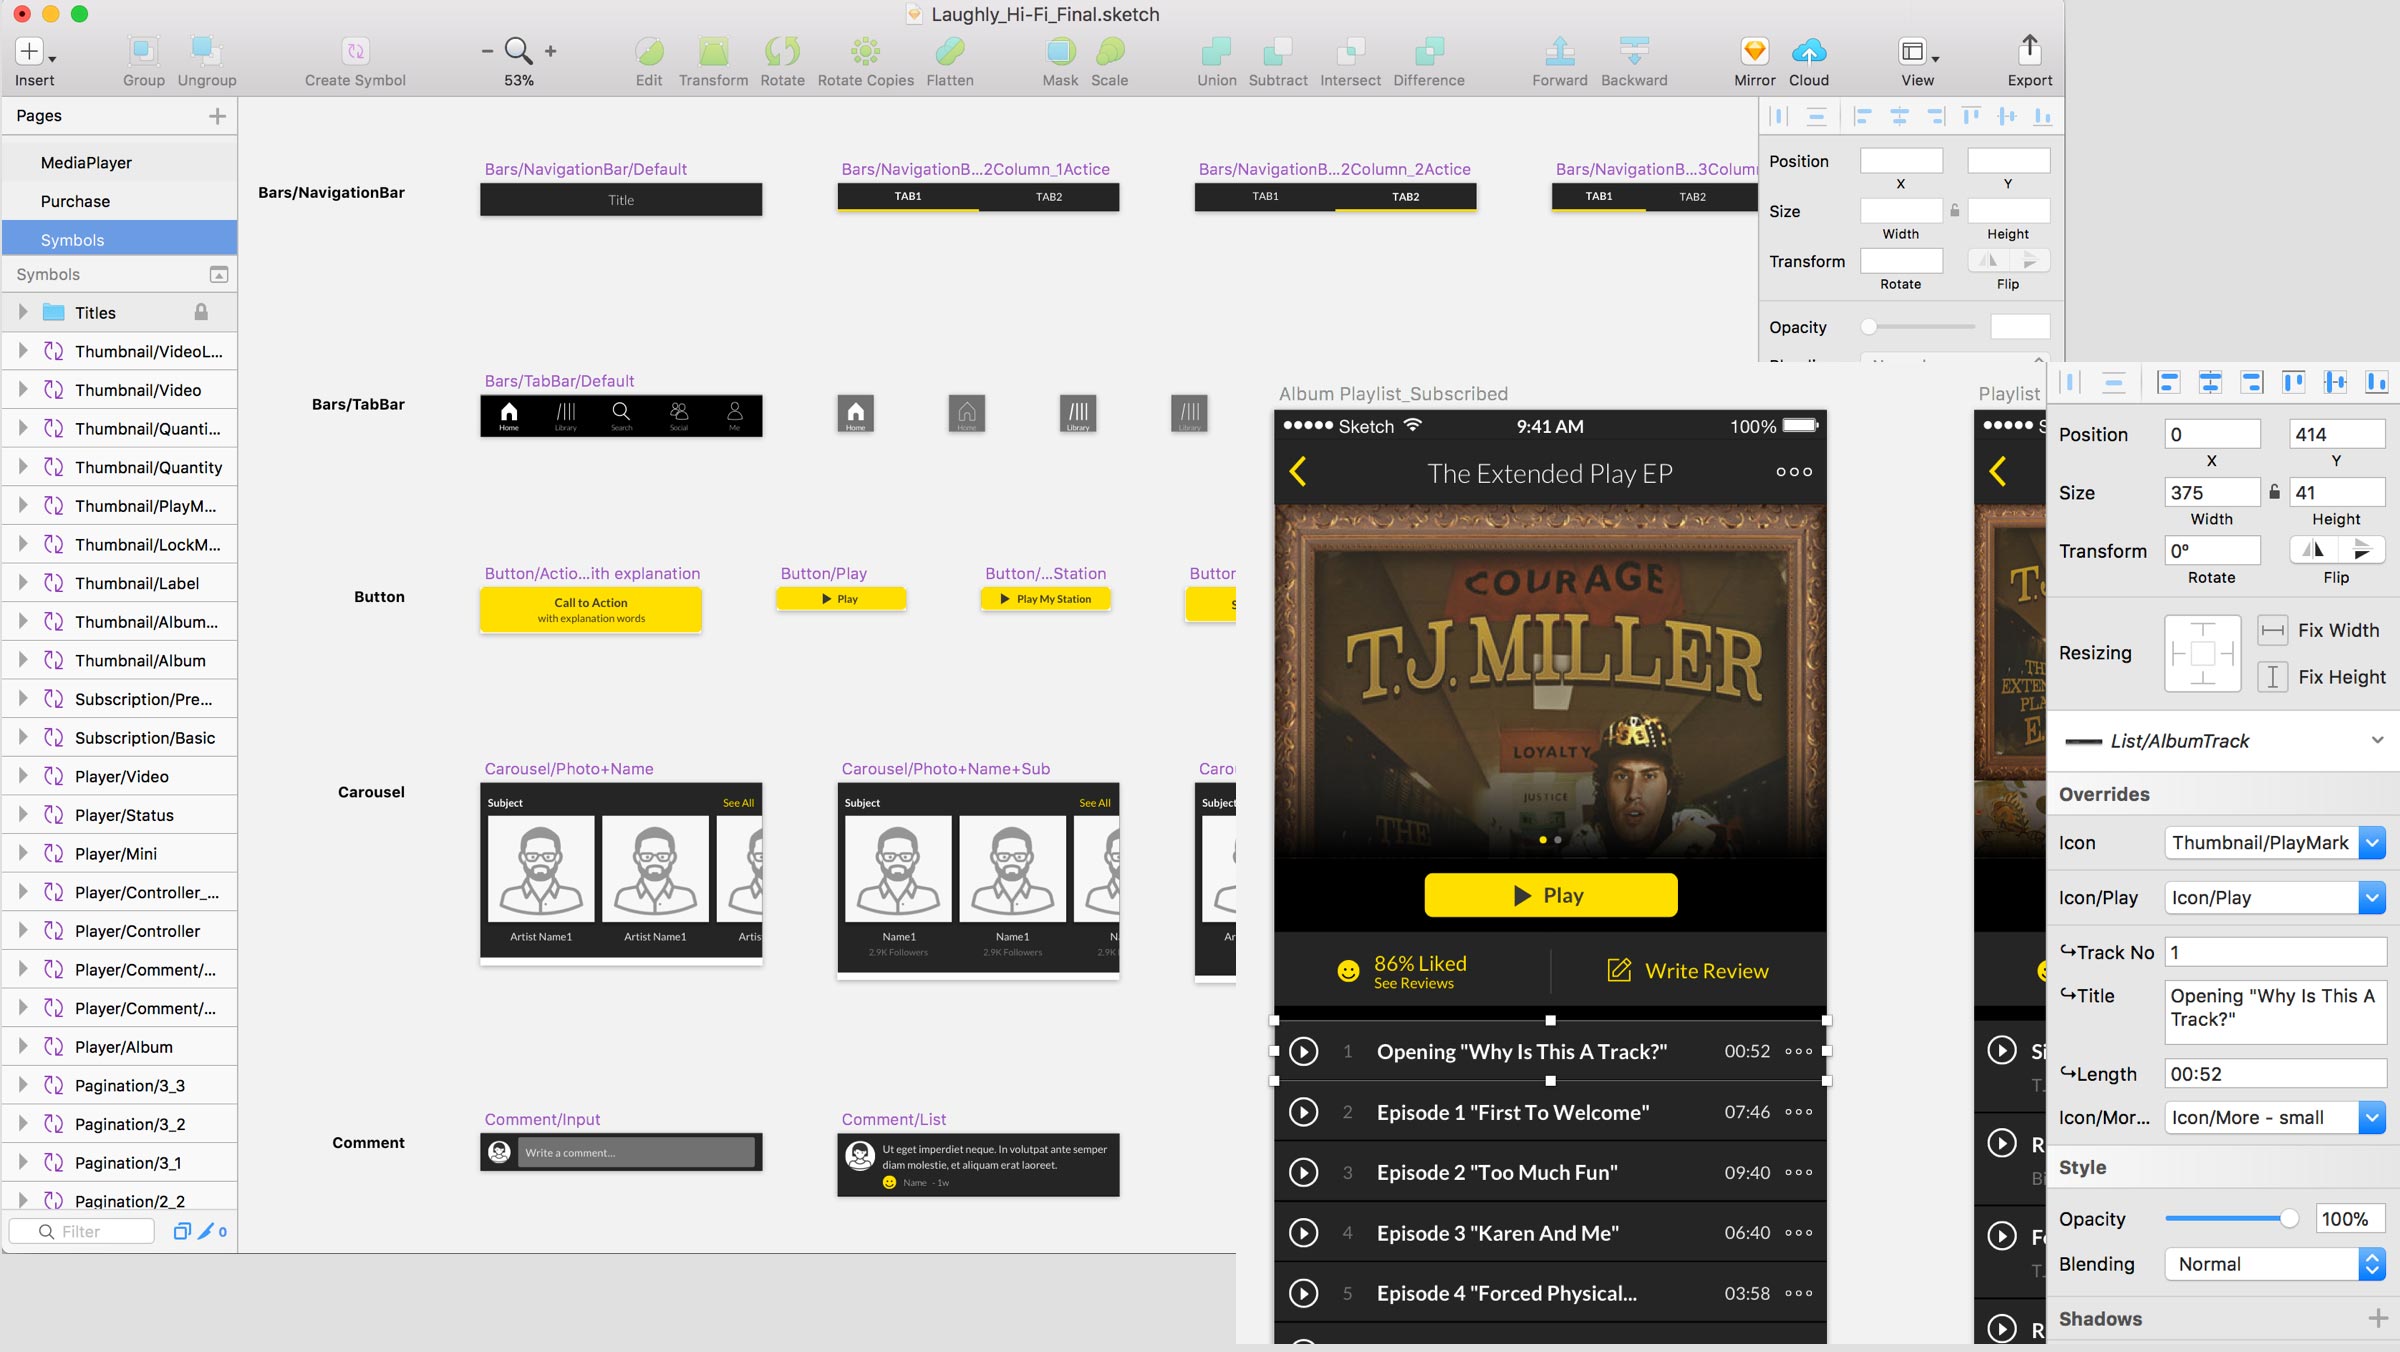 Laughly_Hi-Fi_Final.sketch
Insert
Group
Ungroup
Create Symbol
53%
Edit
Transform
Rotate
Rotate Copies
Flatten
Mask
Scale
Union
Subtract
Intersect
Difference
Forward
Backward
Mirror
Cloud
View
Export
Pages
MediaPlayer
Purchase
Symbols
Symbols
Titles
Thumbnail/VideoL...
Thumbnail/Video
Thumbnail/Quanti...
Thumbnail/Quantity
Thumbnail/PlayM...
Thumbnail/LockM...
Thumbnail/Label
Thumbnail/Album...
Thumbnail/Album
Subscription/Pre...
Subscription/Basic
Player/Video
Player/Status
Player/Mini
Player/Controller_...
Player/Controller
Player/Comment/...
Player/Comment/...
Player/Album
Pagination/3_3
Pagination/3_2
Pagination/3_1
Pagination/2_2
Filter
0
Bars/NavigationBar
Bars/NavigationBar/Default
Title
Bars/NavigationB...2Column_1Actice
TAB1 TAB2
Bars/NavigationB...2Column_2Actice
TAB1 TAB2
Bars/NavigationB...3Colum
TAB1 TAB2
Bars/TabBar
Bars/TabBar/Default
Home Library Search Social Me
Home
Home
Library
Library
Button
Button/Actio...ith explanation
Call to Action
with explanation words
Button/Play
Play
Button/...Station
Play My Station
Button
Carousel
Carousel/Photo+Name
Subject See All
Artist Name1 Artist Name1 Artis
Carousel/Photo+Name+Sub
Subject See All
Name1 Name1 N
2.9K Followers 2.9K Followers 2.9K F
Carou
Subject
Ar
Comment
Comment/Input
Write a comment...
Comment/List
Ut eget imperdiet neque. In volutpat ante semper
diam molestie, et aliquam erat laoreet.
Name - 1w
Position
X Y
Size
Width Height
Transform
Rotate Flip
Opacity
Album Playlist_Subscribed
Sketch 9:41 AM 100%
The Extended Play EP
COURAGE
T.J. MILLER
LOYALTY
JUSTICE
THE
Play
86% Liked
See Reviews
Write Review
1 Opening "Why Is This A Track?" 00:52
2 Episode 1 "First To Welcome" 07:46
3 Episode 2 "Too Much Fun" 09:40
4 Episode 3 "Karen And Me" 06:40
5 Episode 4 "Forced Physical... 03:58
Playlist
S
T.J
THE
EXTEN
PLA
E.
Si
T.
R
Bi
Fe
T.
R
Position 0 414
X Y
Size 375 41
Width Height
Transform 0º
Rotate Flip
Resizing
Fix Width
Fix Height
List/AlbumTrack
Overrides
Icon Thumbnail/PlayMark
Icon/Play Icon/Play
↪Track No 1
↪Title Opening "Why Is This A
Track?"
↪Length 00:52
Icon/Mor... Icon/More - small
Style
Opacity 100%
Blending Normal
Shadows